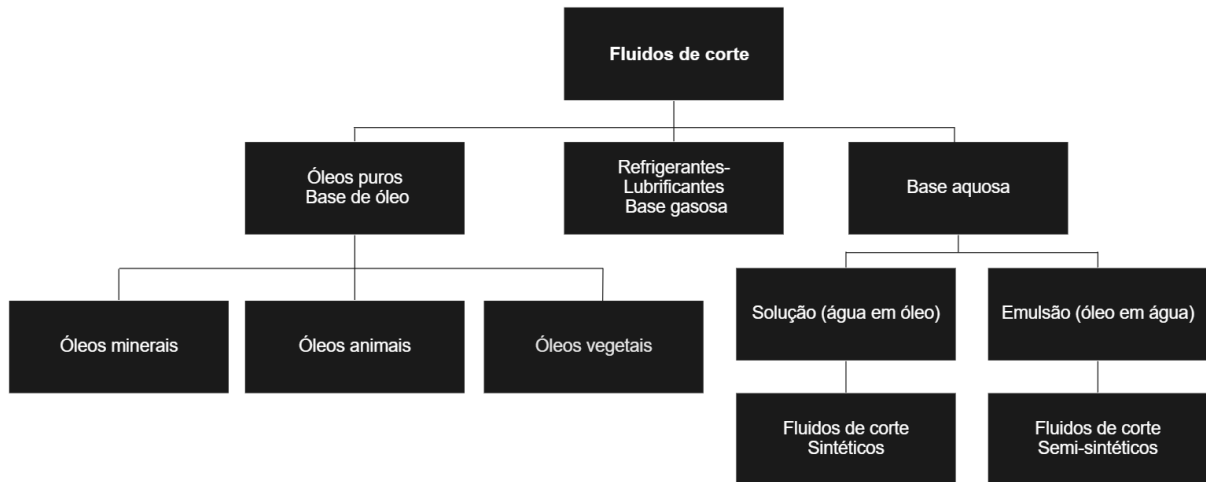 Fluidos de corte
Óleos puros
Base de óleo
Refrigerantes-
Lubrificantes
Base gasosa
Base aquosa
Óleos minerais
Óleos animais
Óleos vegetais
Solução (água em óleo)
Emulsão (óleo em água)
Fluidos de corte
Sintéticos
Fluidos de corte
Semi-sintéticos